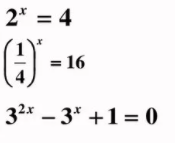 2^x = 4
(1/4)^x = 16
3^{2x} − 3^x + 1 = 0